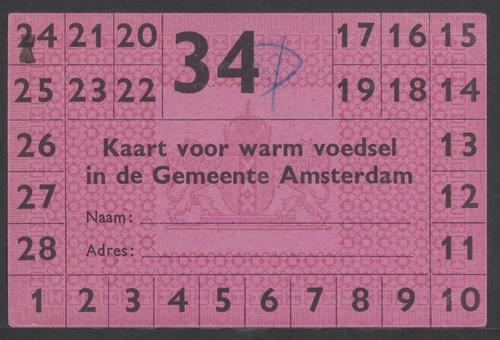 24 21 20 34 D 17 16 15
25 23 22 19 18 14
26 Kaart voor warm voedsel 13
in de Gemeente Amsterdam
27 Naam: 12
28 Adres: 11
1 2 3 4 5 6 7 8 9 10